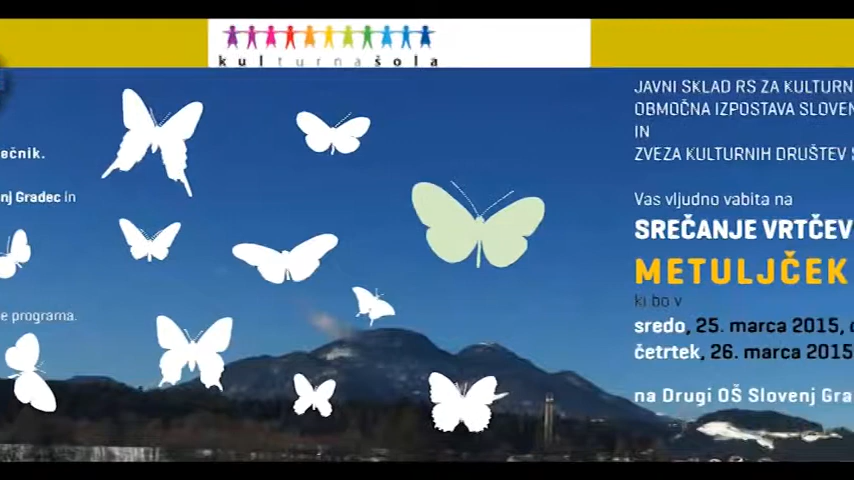 kulturnašola
ečnik.
nj Gradec in
e programa.
JAVNI SKLAD RS ZA KULTURN
OBMOČNA IZPOSTAVA SLOVEN
IN
ZVEZA KULTURNIH DRUŠTEV
Vas vljudno vabita na
SREČANJE VRTČEV
METULJČEK
ki bo v
sredo, 25. marca 2015,
četrtek, 26. marca 2015
na Drugi OŠ Slovenj Gra